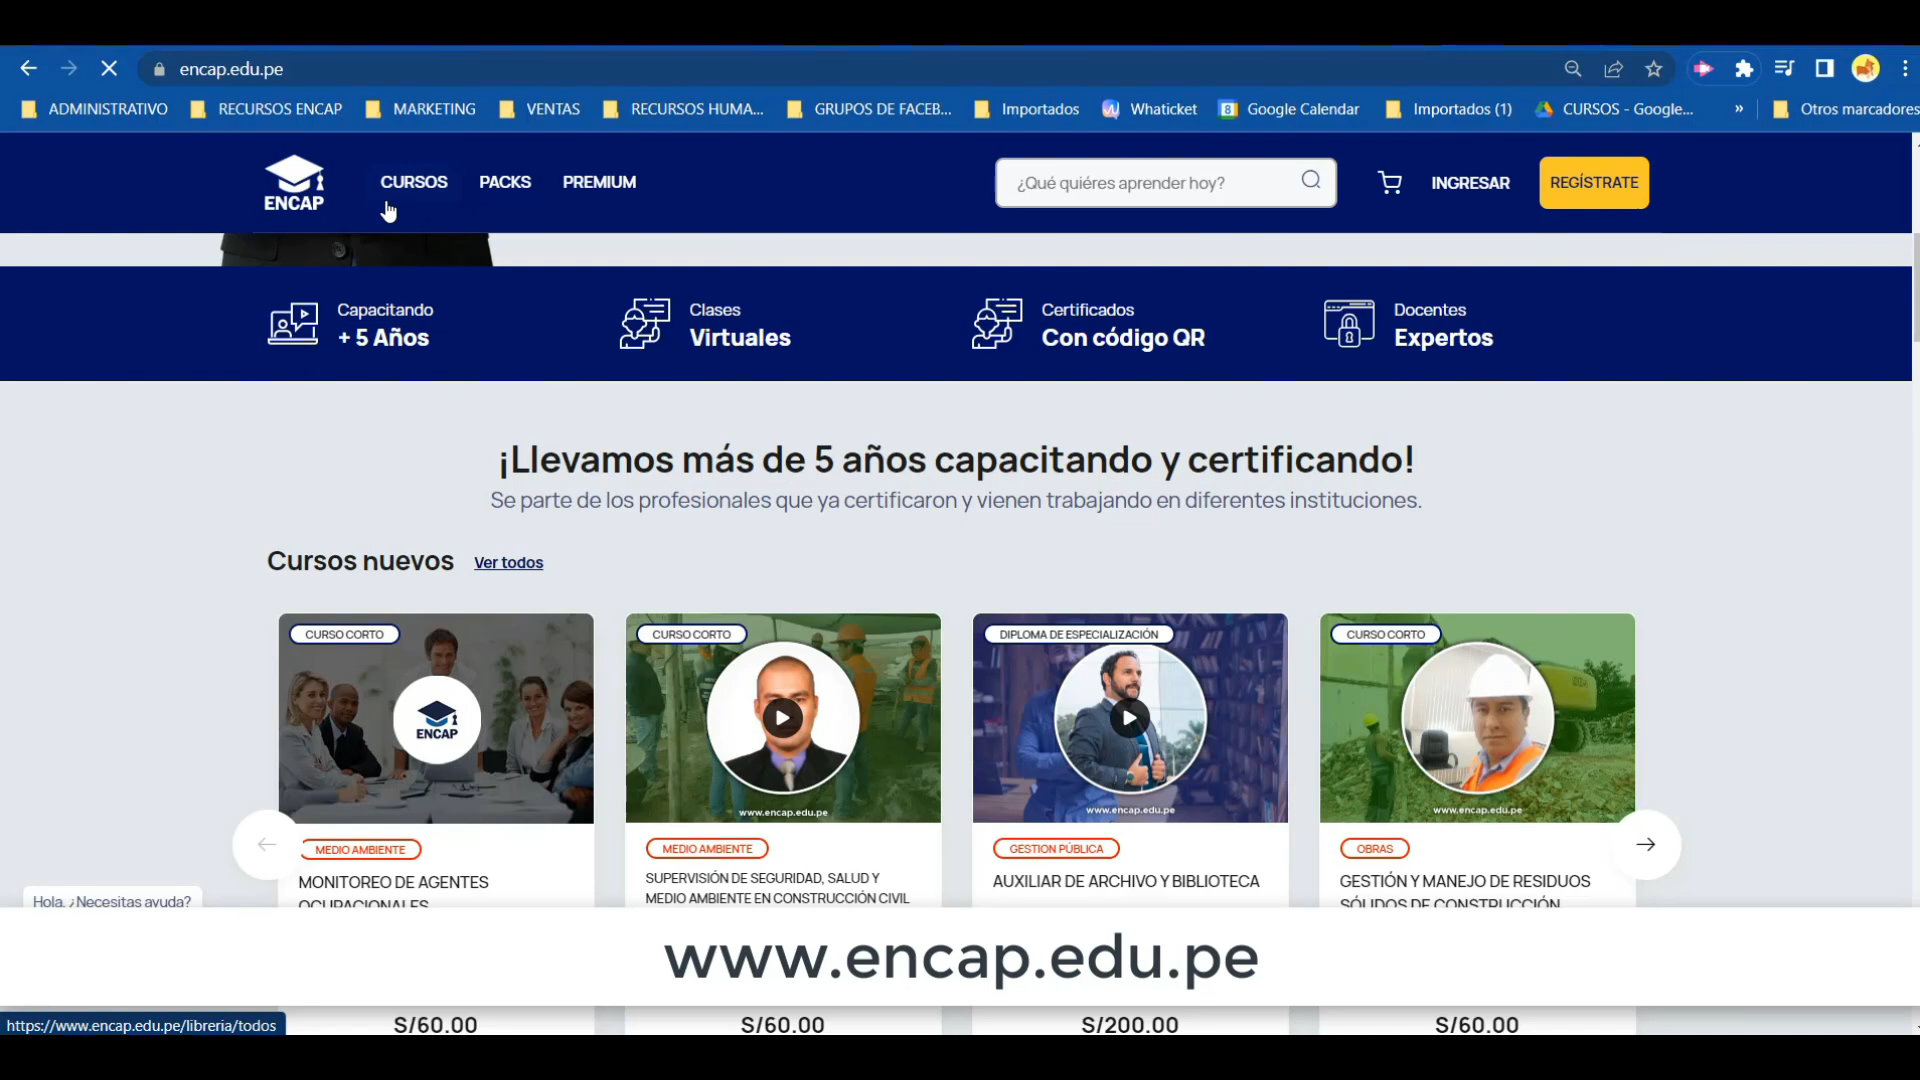 encap.edu.pe
ADMINISTRATIVO RECURSOS ENCAP MARKETING VENTAS RECURSOS HUMA... GRUPOS DE FACEB... Importados Whaticket Google Calendar Importados (1) CURSOS - Google... » Otros marcadores
ENCAP CURSOS PACKS PREMIUM ¿Qué quiéres aprender hoy? INGRESAR REGÍSTRATE
Capacitando
+ 5 Años
Clases
Virtuales
Certificados
Con código QR
Docentes
Expertos
¡Llevamos más de 5 años capacitando y certificando!
Se parte de los profesionales que ya certificaron y vienen trabajando en diferentes instituciones.
Cursos nuevos Ver todos
CURSO CORTO
ENCAP
MEDIO AMBIENTE
MONITOREO DE AGENTES
OCUPACIONALES
CURSO CORTO
www.encap.edu.pe
MEDIO AMBIENTE
SUPERVISIÓN DE SEGURIDAD, SALUD Y
MEDIO AMBIENTE EN CONSTRUCCIÓN CIVIL
DIPLOMA DE ESPECIALIZACIÓN
www.encap.edu.pe
GESTION PÚBLICA
AUXILIAR DE ARCHIVO Y BIBLIOTECA
CURSO CORTO
www.encap.edu.pe
OBRAS
GESTIÓN Y MANEJO DE RESIDUOS
SÓLIDOS DE CONSTRUCCIÓN
Hola, ¿Necesitas ayuda?
www.encap.edu.pe
https://www.encap.edu.pe/libreria/todos
S/60.00 S/60.00 S/200.00 S/60.00